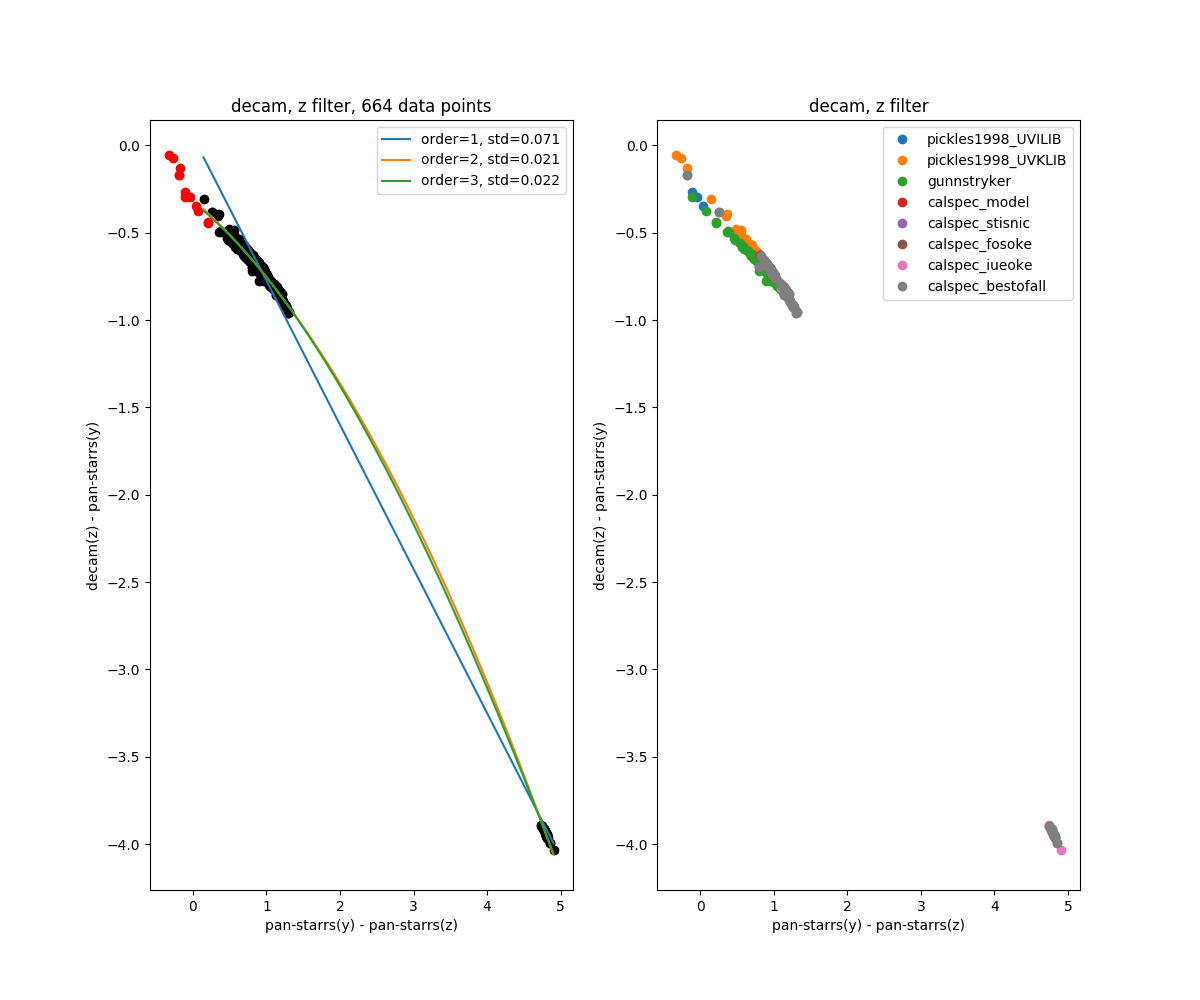 decam, z filter, 664 data points
order=1, std=0.071
order=2, std=0.021
order=3, std=0.022
0.0
−0.5
−1.0
−1.5
−2.0
−2.5
−3.0
−3.5
−4.0
decam(z) - pan-starrs(y)
0 1 2 3 4 5
pan-starrs(y) - pan-starrs(z)
decam, z filter
pickles1998_UVILIB
pickles1998_UVKLIB
gunnstryker
calspec_model
calspec_stisnic
calspec_fosoke
calspec_iueoke
calspec_bestofall
0.0
−0.5
−1.0
−1.5
−2.0
−2.5
−3.0
−3.5
−4.0
decam(z) - pan-starrs(y)
0 1 2 3 4 5
pan-starrs(y) - pan-starrs(z)